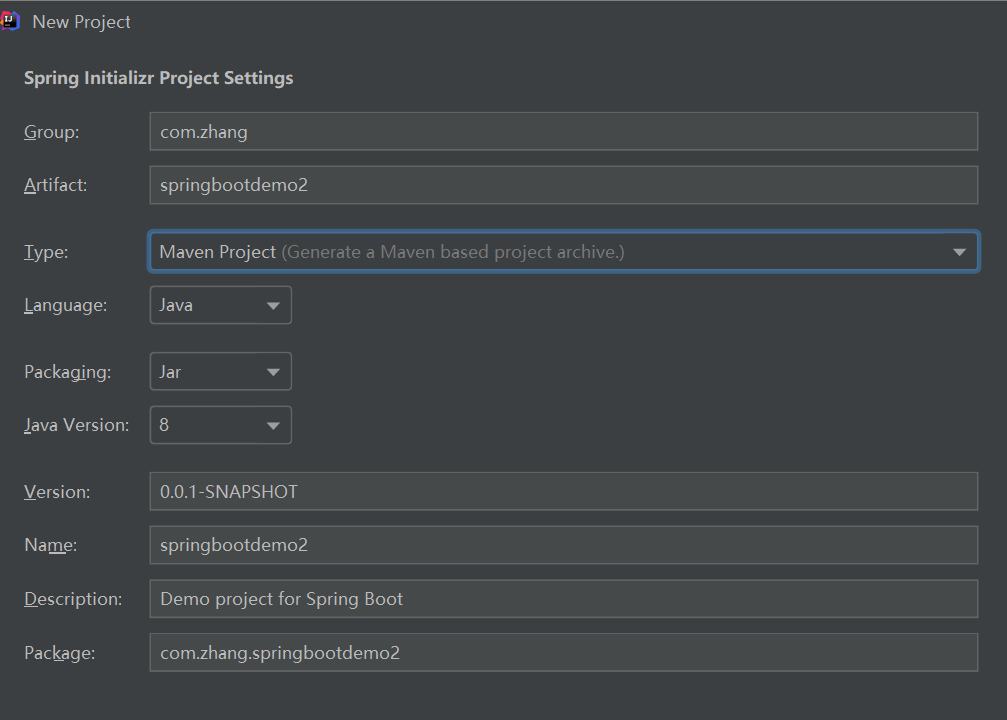 New Project
Spring Initializr Project Settings
Group: com.zhang
Artifact: springbootdemo2
Type: Maven Project (Generate a Maven based project archive.)
Language: Java
Packaging: Jar
Java Version: 8
Version: 0.0.1-SNAPSHOT
Name: springbootdemo2
Description: Demo project for Spring Boot
Package: com.zhang.springbootdemo2